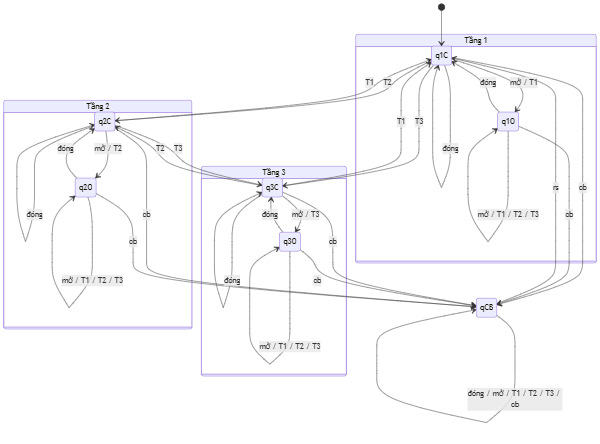 Tầng 1
q1C
T1
T2
đóng
mở / T1
Tầng 2
q2C
q1O
T1
T3
đóng
mở / T2
T2
T3
đóng
Tầng 3
q2O
q3C
rs
cb
đóng
mở / T3
đóng
cb
mở / T1 / T2 / T3
cb
cb
cb
q3O
mở / T1 / T2 / T3
đóng
cb
qCB
mở / T1 / T2 / T3
đóng / mở / T1 / T2 / T3 /
cb